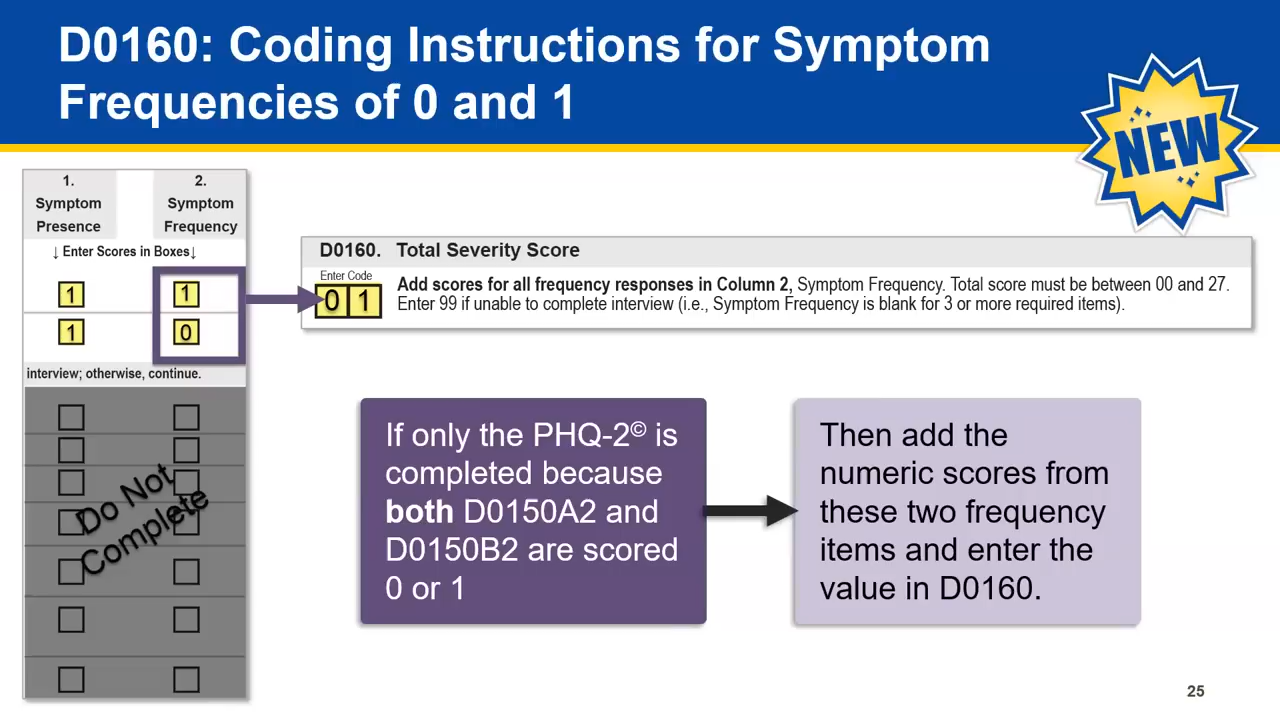 D0160: Coding Instructions for Symptom
Frequencies of 0 and 1
NEW
1.
Symptom
Presence
2.
Symptom
Frequency
↓ Enter Scores in Boxes↓
1
1
1
0
interview; otherwise, continue.
Do Not
Complete
D0160. Total Severity Score
Enter Code
0 1
Add scores for all frequency responses in Column 2, Symptom Frequency. Total score must be between 00 and 27.
Enter 99 if unable to complete interview (i.e., Symptom Frequency is blank for 3 or more required items).
If only the PHQ-2© is
completed because
both D0150A2 and
D0150B2 are scored
0 or 1
Then add the
numeric scores from
these two frequency
items and enter the
value in D0160.
25